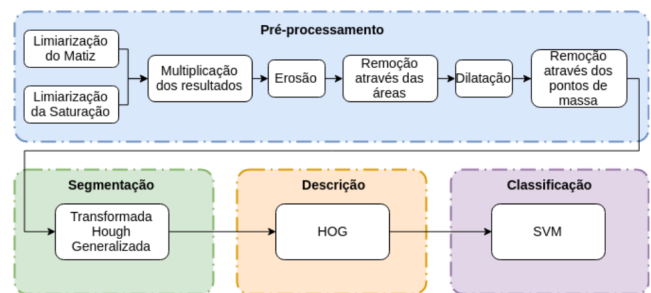 Pré-processamento
Limiarização
do Matiz
Limiarização
da Saturação
Multiplicação
dos resultados
Erosão
Remoção
através das
áreas
Dilatação
Remoção
através dos
pontos de
massa
Segmentação
Transformada
Hough
Generalizada
Descrição
HOG
Classificação
SVM